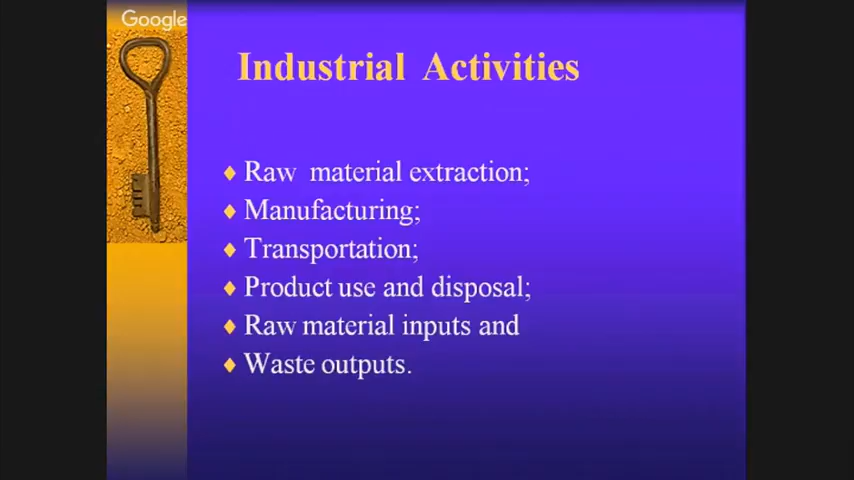 Google
Industrial Activities
Raw material extraction;
Manufacturing;
Transportation;
Product use and disposal;
Raw material inputs and
Waste outputs.